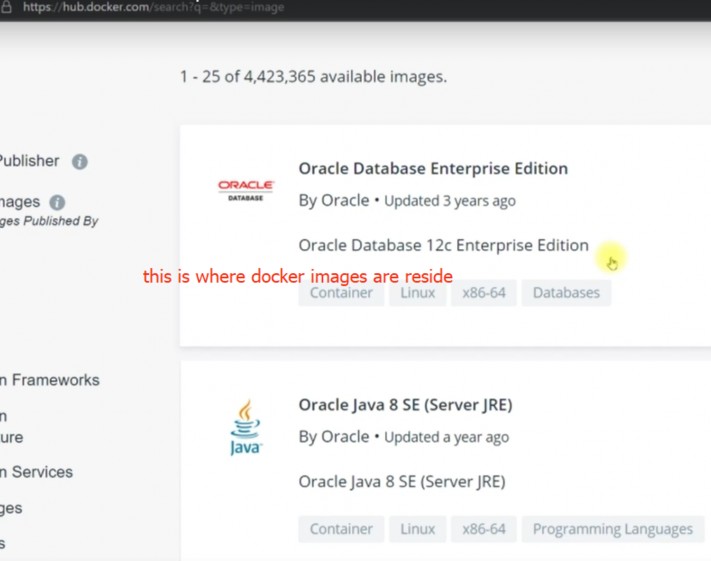 https://hub.docker.com/search?q=&type=image
1 - 25 of 4,423,365 available images.
Publisher
Images
ges Published By
ORACLE
DATABASE
Oracle Database Enterprise Edition
By Oracle • Updated 3 years ago
Oracle Database 12c Enterprise Edition
this is where docker images are reside
Container Linux x86-64 Databases
n Frameworks
n
ure
n Services
ges
s
Java
Oracle Java 8 SE (Server JRE)
By Oracle • Updated a year ago
Oracle Java 8 SE (Server JRE)
Container Linux x86-64 Programming Languages